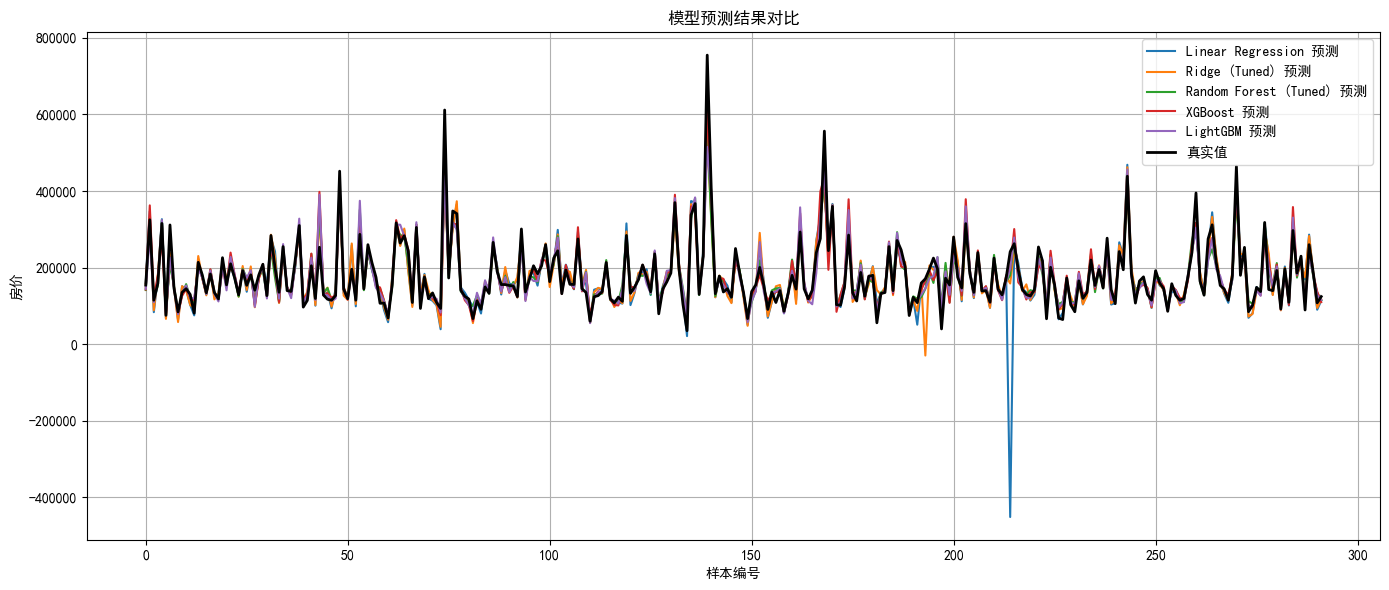 模型预测结果对比
800000
600000
400000
200000
0
−200000
−400000
房价
0
50
100
150
200
250
300
样本编号
Linear Regression 预测
Ridge (Tuned) 预测
Random Forest (Tuned) 预测
XGBoost 预测
LightGBM 预测
真实值